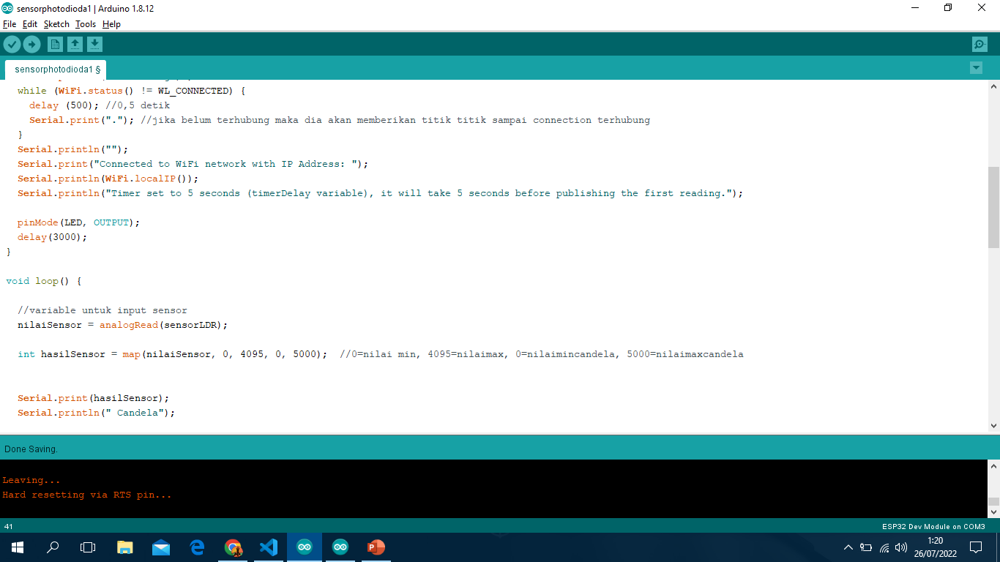 sensorphotodioda1 | Arduino 1.8.12
File Edit Sketch Tools Help
sensorphotodioda1 §
while (WiFi.status() != WL_CONNECTED) {
delay (500); //0,5 detik
Serial.print("."); //jika belum terhubung maka dia akan memberikan titik titik sampai connection terhubung
}
Serial.println("");
Serial.print("Connected to WiFi network with IP Address: ");
Serial.println(WiFi.localIP());
Serial.println("Timer set to 5 seconds (timerDelay variable), it will take 5 seconds before publishing the first reading.");
pinMode(LED, OUTPUT);
delay(3000);
}
void loop() {
//variable untuk input sensor
nilaiSensor = analogRead(sensorLDR);
int hasilSensor = map(nilaiSensor, 0, 4095, 0, 5000);  //0=nilai min, 4095=nilaimax, 0=nilaimincandela, 5000=nilaimaxcandela
Serial.print(hasilSensor);
Serial.println(" Candela");
Done Saving.
Leaving...
Hard resetting via RTS pin...
41
ESP32 Dev Module on COM3
1:20
26/07/2022